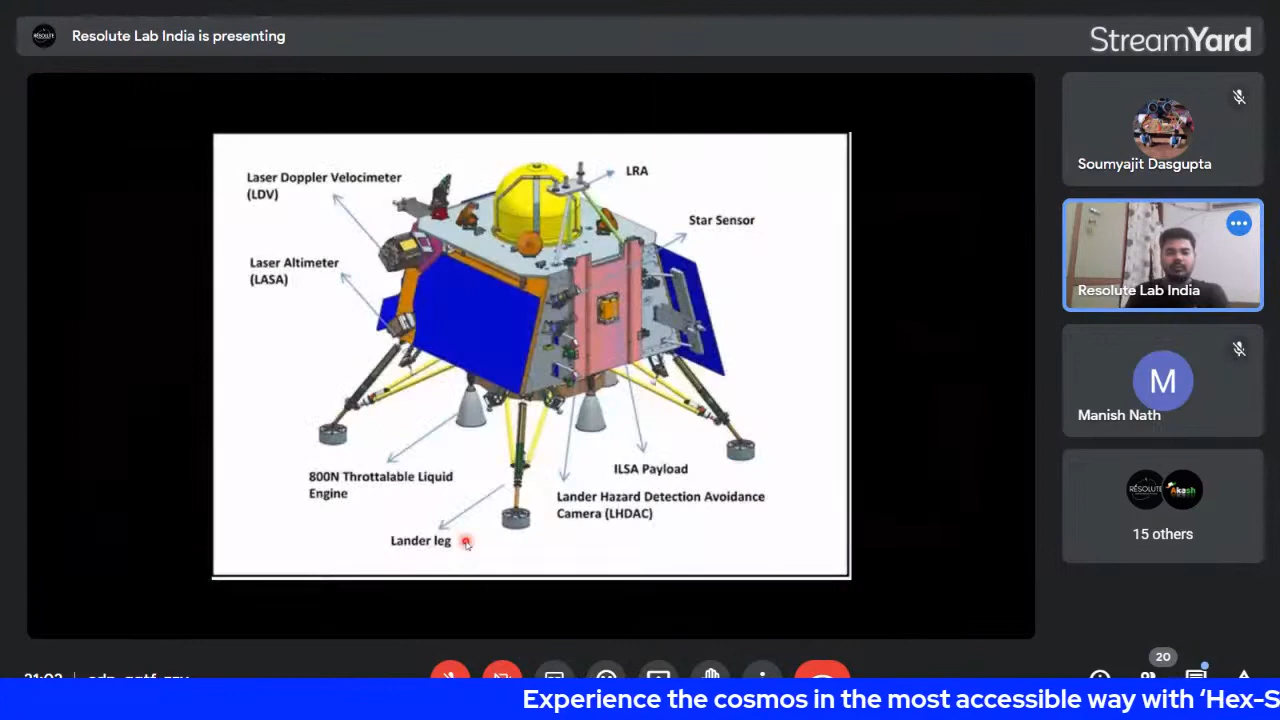 Resolute Lab India is presenting
StreamYard
Laser Doppler Velocimeter
(LDV)
LRA
Star Sensor
Laser Altimeter
(LASA)
800N Throttalable Liquid
Engine
ILSA Payload
Lander Hazard Detection Avoidance
Camera (LHDAC)
Lander leg
Soumyajit Dasgupta
Resolute Lab India
M
Manish Nath
RÉSOLUTE
Akash
15 others
20
Experience the cosmos in the most accessible way with ‘Hex-S